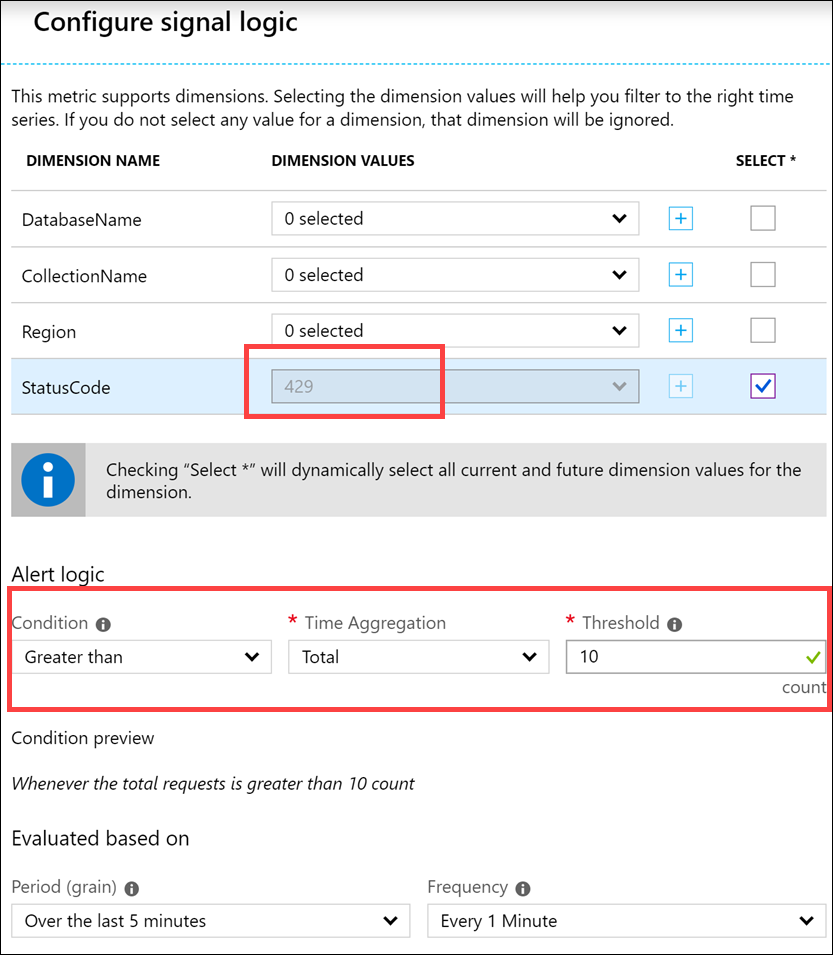 Configure signal logic
This metric supports dimensions. Selecting the dimension values will help you filter to the right time
series. If you do not select any value for a dimension, that dimension will be ignored.
DIMENSION NAME DIMENSION VALUES SELECT *
DatabaseName 0 selected
CollectionName 0 selected
Region 0 selected
StatusCode 429
Checking “Select *” will dynamically select all current and future dimension values for the
dimension.
Alert logic
Condition * Time Aggregation * Threshold
Greater than Total 10
count
Condition preview
Whenever the total requests is greater than 10 count
Evaluated based on
Period (grain) Frequency
Over the last 5 minutes Every 1 Minute